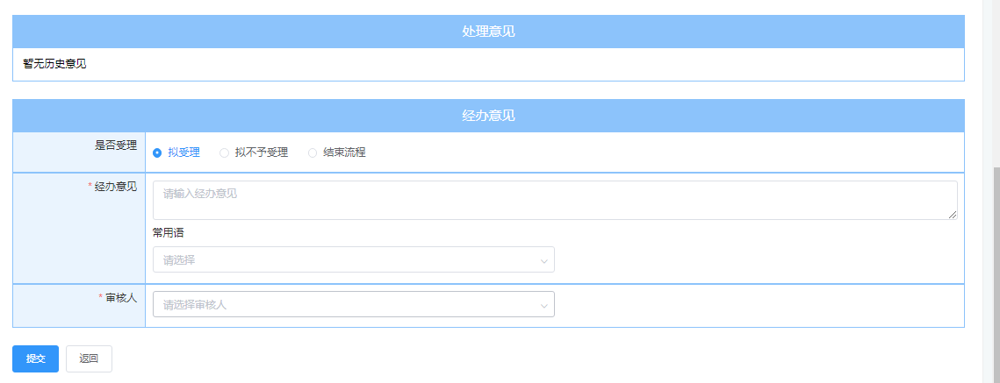 处理意见
暂无历史意见
经办意见
是否受理
拟受理 拟不予受理 结束流程
* 经办意见
请输入经办意见
常用语
请选择
* 审核人
请选择审核人
提交 返回